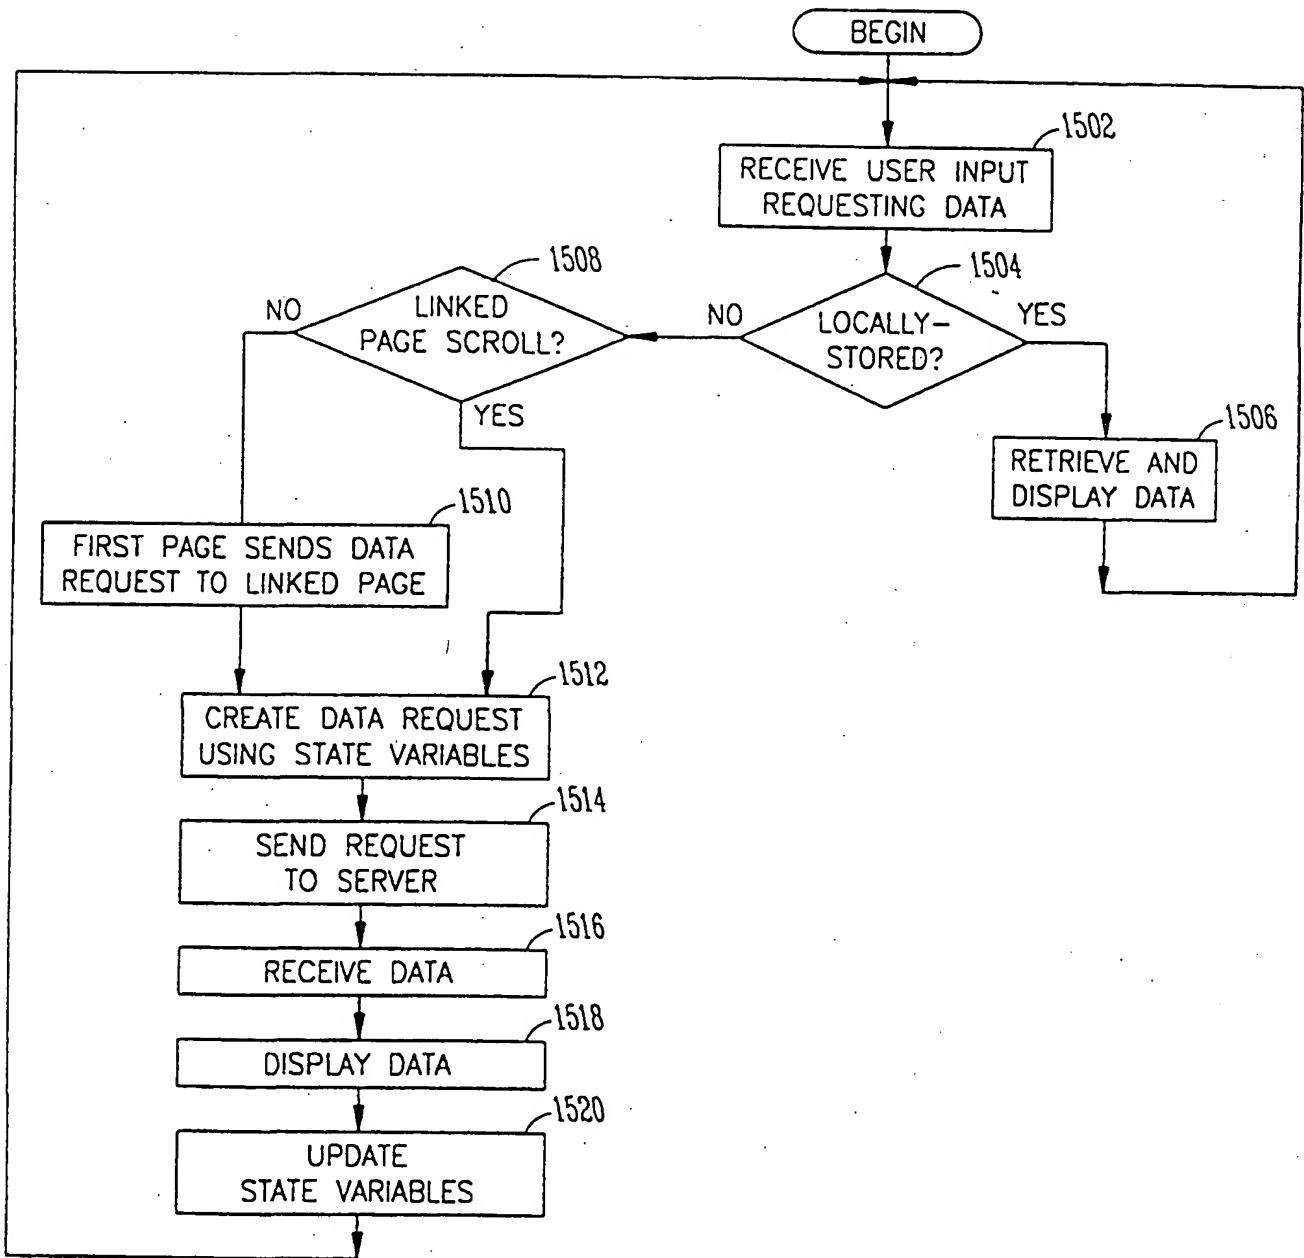 BEGIN
1502
RECEIVE USER INPUT
REQUESTING DATA
1504
LOCALLY-
STORED?
NO
YES
1506
RETRIEVE AND
DISPLAY DATA
1508
LINKED
PAGE SCROLL?
NO
YES
1510
FIRST PAGE SENDS DATA
REQUEST TO LINKED PAGE
1512
CREATE DATA REQUEST
USING STATE VARIABLES
1514
SEND REQUEST
TO SERVER
1516
RECEIVE DATA
1518
DISPLAY DATA
1520
UPDATE
STATE VARIABLES